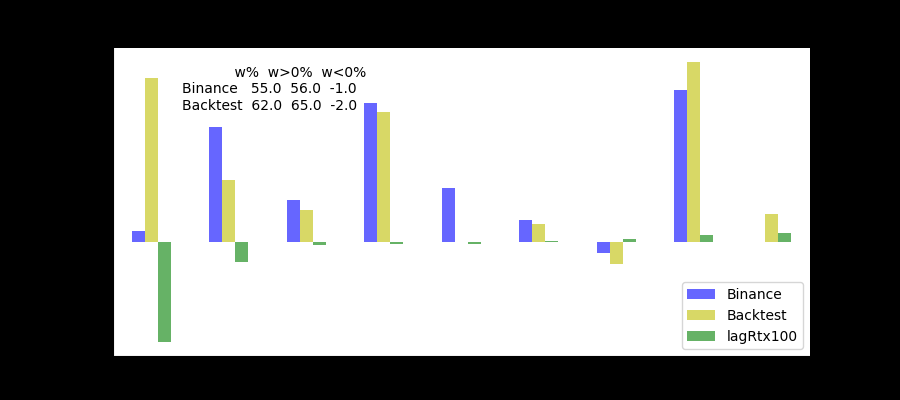 w% w>0% w<0%
Binance 55.0 56.0 -1.0
Backtest 62.0 65.0 -2.0
Binance
Backtest
lagRtx100